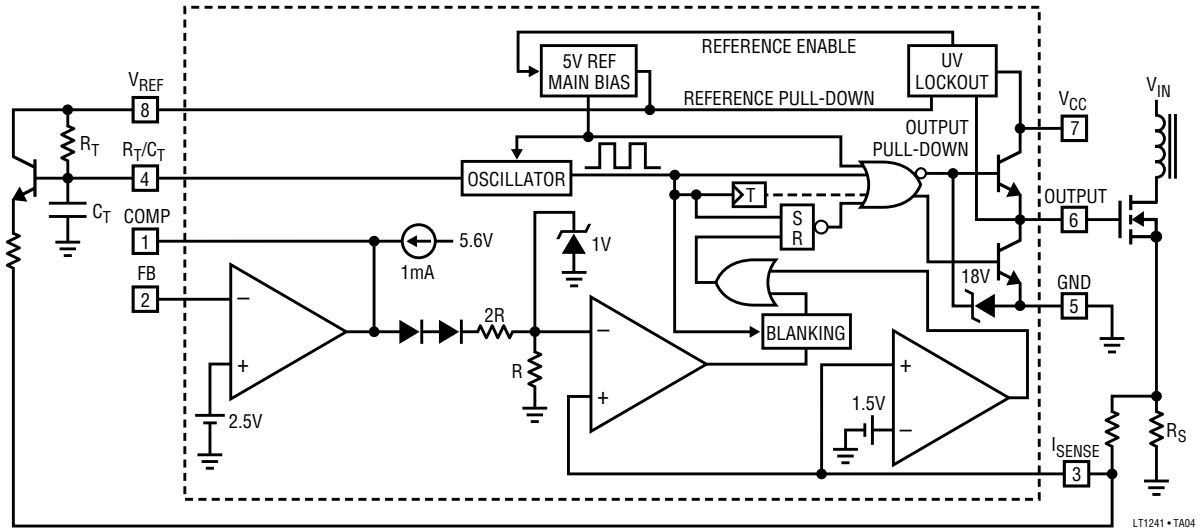 REFERENCE ENABLE
5V REF
MAIN BIAS
UV
LOCKOUT
V_REF
8
REFERENCE PULL-DOWN
V_IN
V_CC
7
R_T
R_T/C_T
4
OSCILLATOR
OUTPUT
PULL-DOWN
T
C_T
COMP
1
5.6V
1mA
1V
S
R
OUTPUT
6
FB
2
–
+
2.5V
2R
R
–
+
BLANKING
18V
GND
5
+
–
1.5V
I_SENSE
3
R_S
LT1241 • TA04